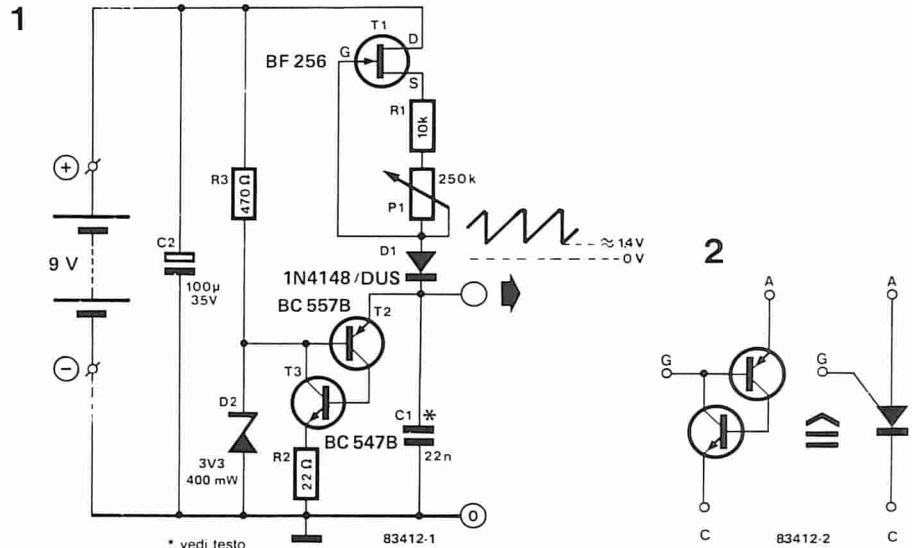 1
T1
D
G
BF 256
S
R1
10k
+
R3
470 Ω
250k
P1
D1
≈ 1,4 V
0 V
2
9 V
C2
100µ
35V
1N4148/DUS
BC 557B
T2
A
A
G
G
T3
D2
C1 *
BC 547B
22n
−
3V3
400 mW
R2
22 Ω
0
C
C
* vedi testo
83412-1
83412-2